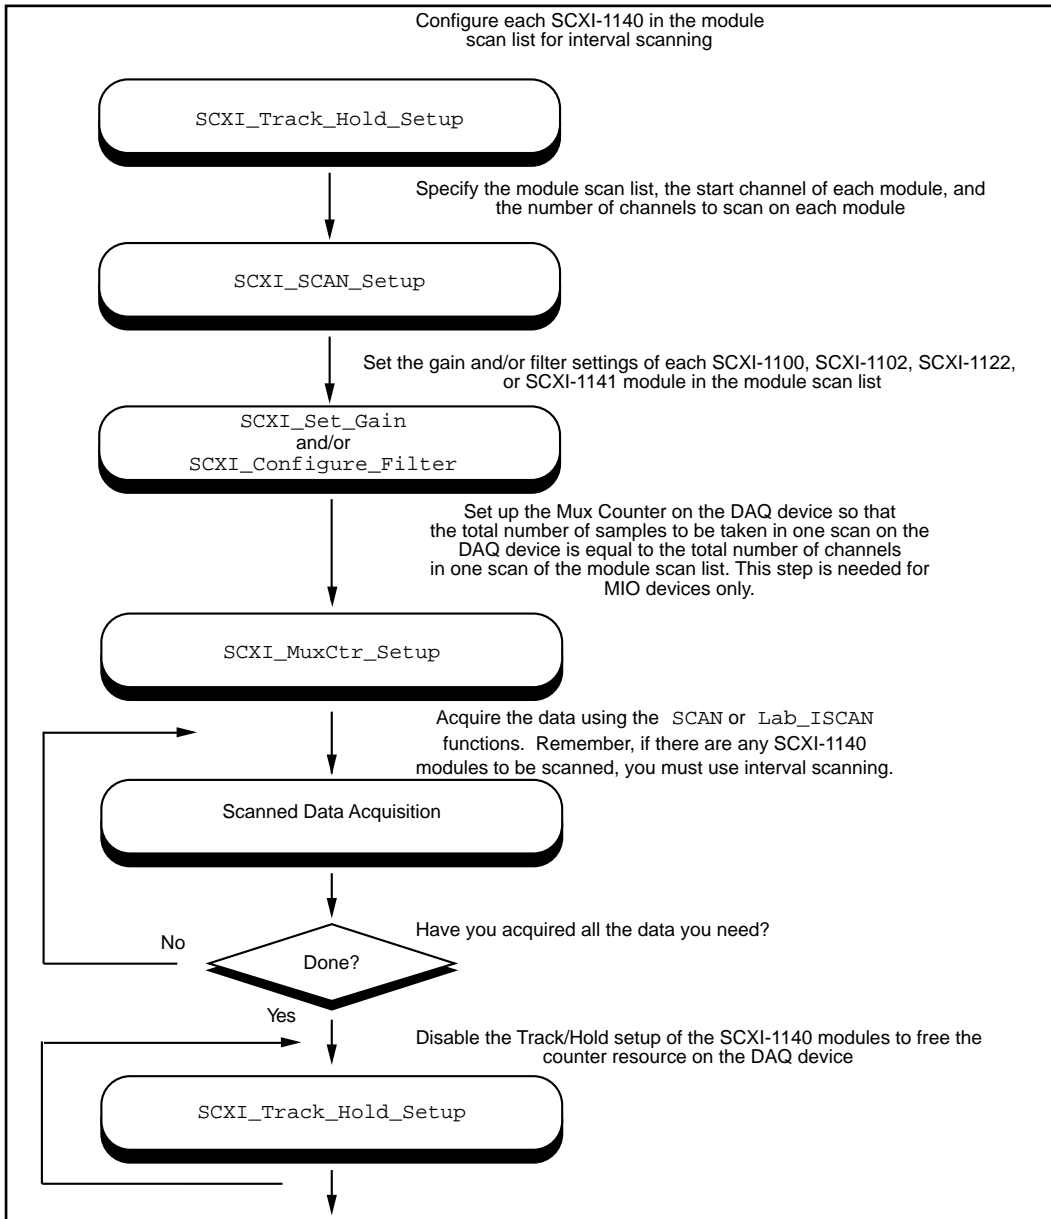 Configure each SCXI-1140 in the module
scan list for interval scanning
SCXI_Track_Hold_Setup
Specify the module scan list, the start channel of each module, and
the number of channels to scan on each module
SCXI_SCAN_Setup
Set the gain and/or filter settings of each SCXI-1100, SCXI-1102, SCXI-1122,
or SCXI-1141 module in the module scan list
SCXI_Set_Gain
and/or
SCXI_Configure_Filter
Set up the Mux Counter on the DAQ device so that
the total number of samples to be taken in one scan on the
DAQ device is equal to the total number of channels
in one scan of the module scan list. This step is needed for
MIO devices only.
SCXI_MuxCtr_Setup
Acquire the data using the SCAN or Lab_ISCAN
functions. Remember, if there are any SCXI-1140
modules to be scanned, you must use interval scanning.
Scanned Data Acquisition
Have you acquired all the data you need?
No
Done?
Yes
Disable the Track/Hold setup of the SCXI-1140 modules to free the
counter resource on the DAQ device
SCXI_Track_Hold_Setup